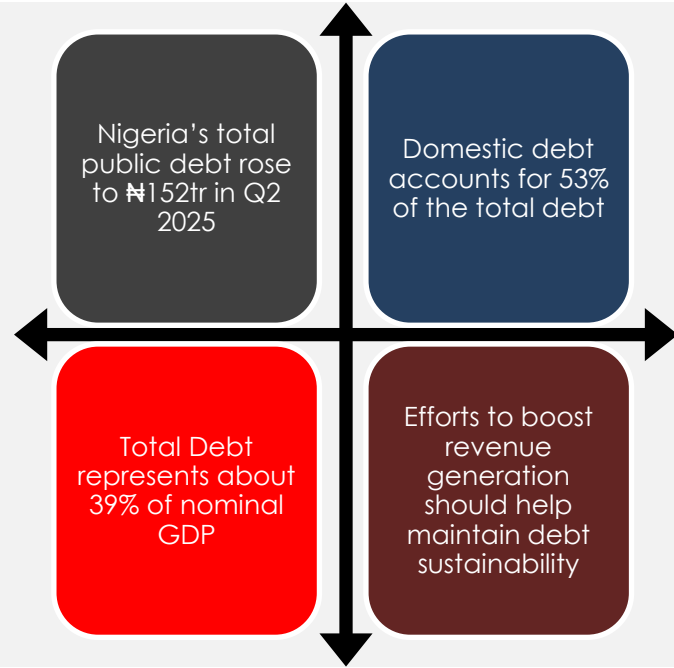 Nigeria’s total
public debt rose
to ₦152tr in Q2
2025
Domestic debt
accounts for 53%
of the total debt
Total Debt
represents about
39% of nominal
GDP
Efforts to boost
revenue
generation
should help
maintain debt
sustainability